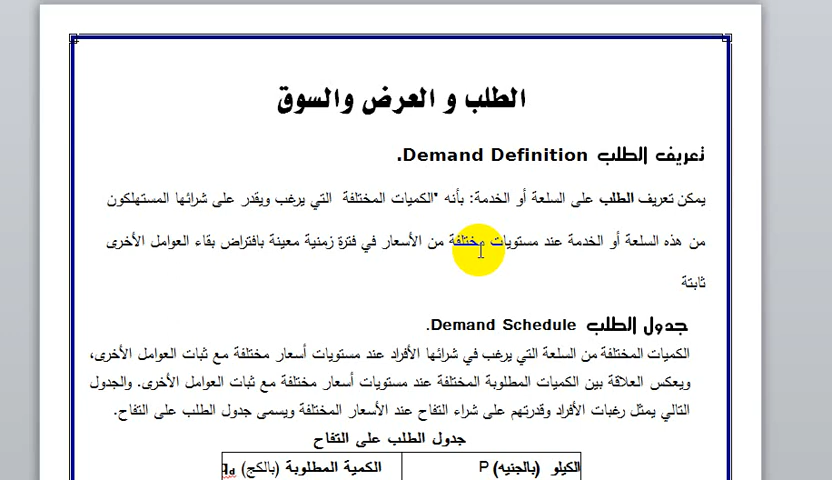 الطلب و العرض والسوق
تعريف الطلب Demand Definition.
يمكن تعريف الطلب على السلعة أو الخدمة: بأنه "الكميات المختلفة التي يرغب ويقدر على شرائها المستهلكون
من هذه السلعة أو الخدمة عند مستويات مختلفة من الأسعار في فترة زمنية معينة بافتراض بقاء العوامل الأخرى
ثابتة
جدول الطلب Demand Schedule.
الكميات المختلفة من السلعة التي يرغب في شرائها الأفراد عند مستويات أسعار مختلفة مع ثبات العوامل الأخرى،
ويعكس العلاقة بين الكميات المطلوبة المختلفة عند مستويات أسعار مختلفة مع ثبات العوامل الأخرى. والجدول
التالي يمثل رغبات الأفراد وقدرتهم على شراء التفاح عند الأسعار المختلفة ويسمى جدول الطلب على التفاح.
جدول الطلب على التفاح
الكيلو (بالجنيه) P الكمية المطلوبة (بالكج) qd